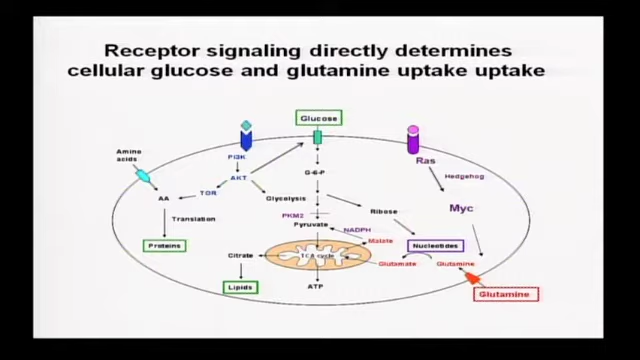 Receptor signaling directly determines
cellular glucose and glutamine uptake uptake
Glucose
Amino
acids
PI3K
Ras
G-6-P
Hedgehog
AKT
TOR
AA
Glycolysis
Myc
PKM2
Ribose
Translation
Pyruvate
NADPH
Malate
Proteins
Nucleotides
Citrate
TCA cycle
Glutamate
Glutamine
Lipids
ATP
Glutamine